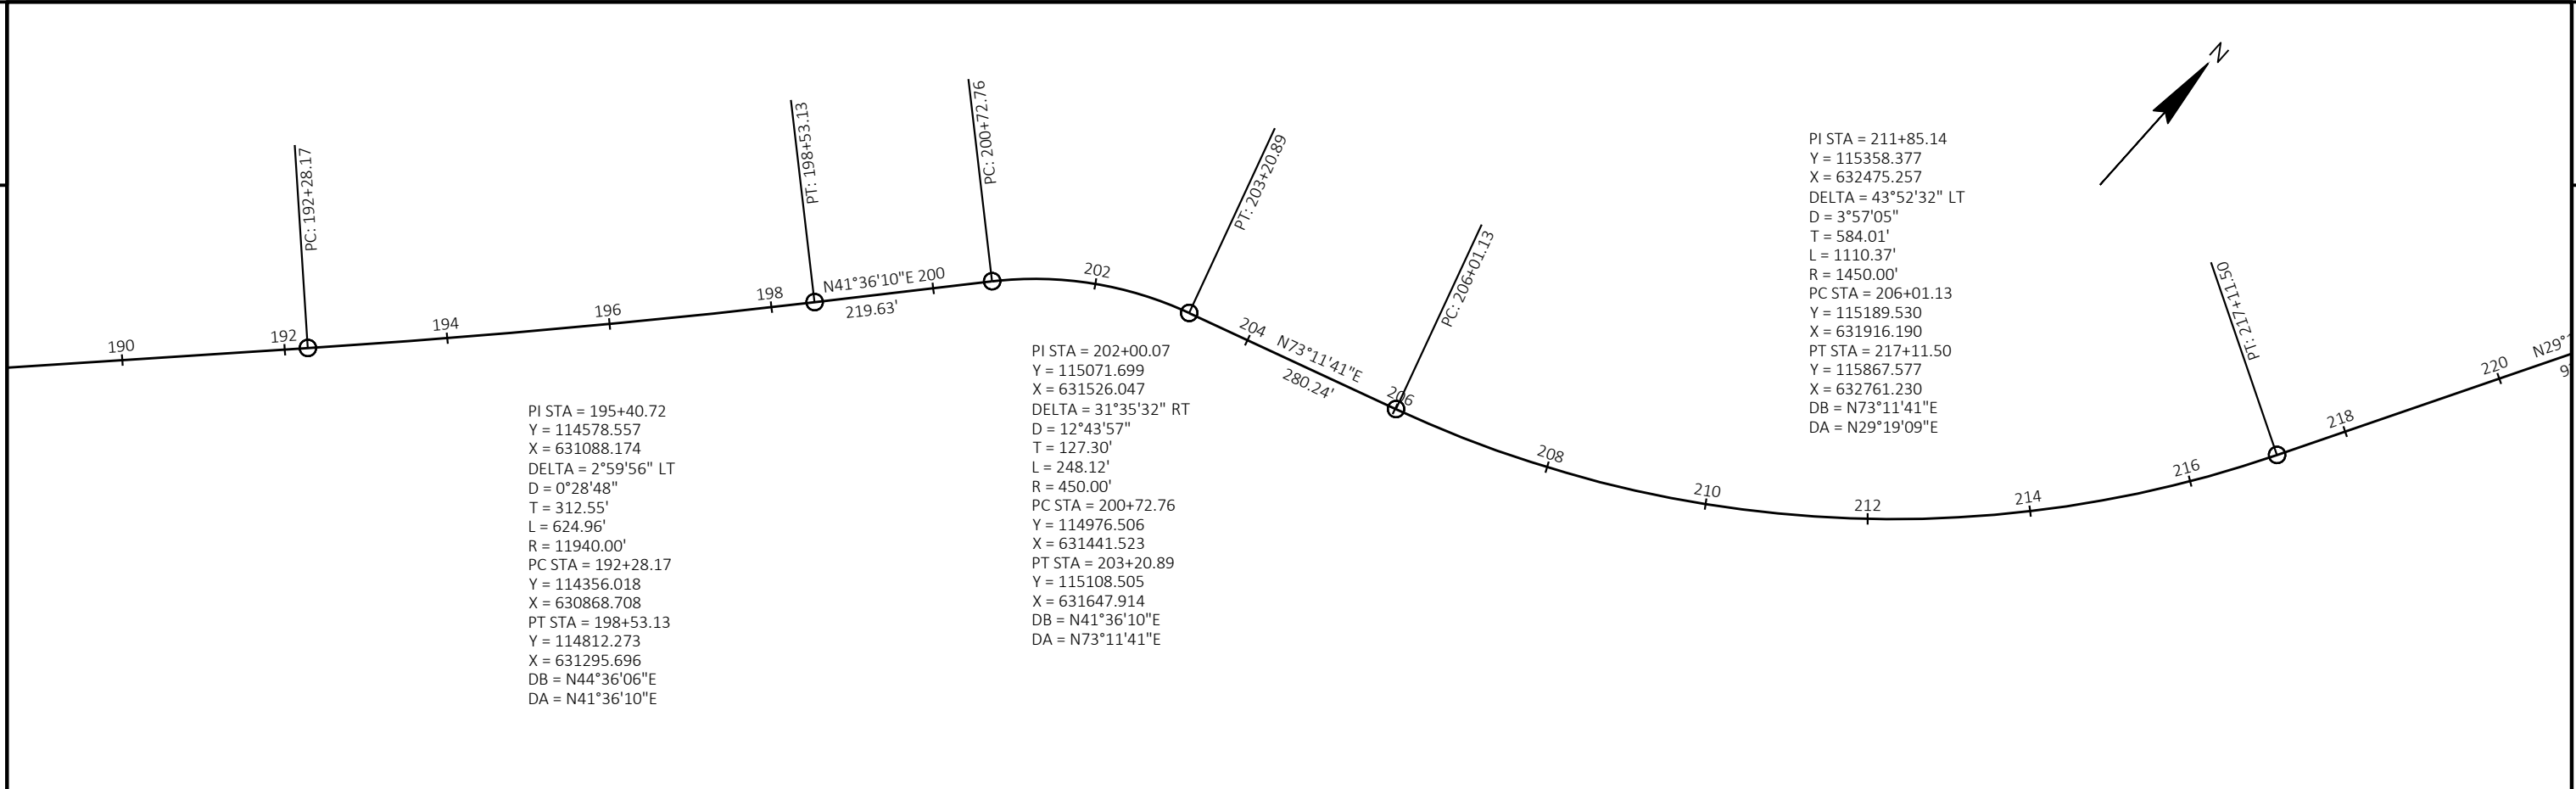 N
PC: 192+28.17
PT: 198+53.13
PC: 200+72.76
PT: 203+20.89
PC: 206+01.13
PT: 217+11.50
190
192
194
196
198
N41°36'10"E 200
219.63'
202
204
N73°11'41"E
280.24'
206
208
210
212
214
216
218
220
N29°
9
PI STA = 195+40.72
Y = 114578.557
X = 631088.174
DELTA = 2°59'56" LT
D = 0°28'48"
T = 312.55'
L = 624.96'
R = 11940.00'
PC STA = 192+28.17
Y = 114356.018
X = 630868.708
PT STA = 198+53.13
Y = 114812.273
X = 631295.696
DB = N44°36'06"E
DA = N41°36'10"E
PI STA = 202+00.07
Y = 115071.699
X = 631526.047
DELTA = 31°35'32" RT
D = 12°43'57"
T = 127.30'
L = 248.12'
R = 450.00'
PC STA = 200+72.76
Y = 114976.506
X = 631441.523
PT STA = 203+20.89
Y = 115108.505
X = 631647.914
DB = N41°36'10"E
DA = N73°11'41"E
PI STA = 211+85.14
Y = 115358.377
X = 632475.257
DELTA = 43°52'32" LT
D = 3°57'05"
T = 584.01'
L = 1110.37'
R = 1450.00'
PC STA = 206+01.13
Y = 115189.530
X = 631916.190
PT STA = 217+11.50
Y = 115867.577
X = 632761.230
DB = N73°11'41"E
DA = N29°19'09"E